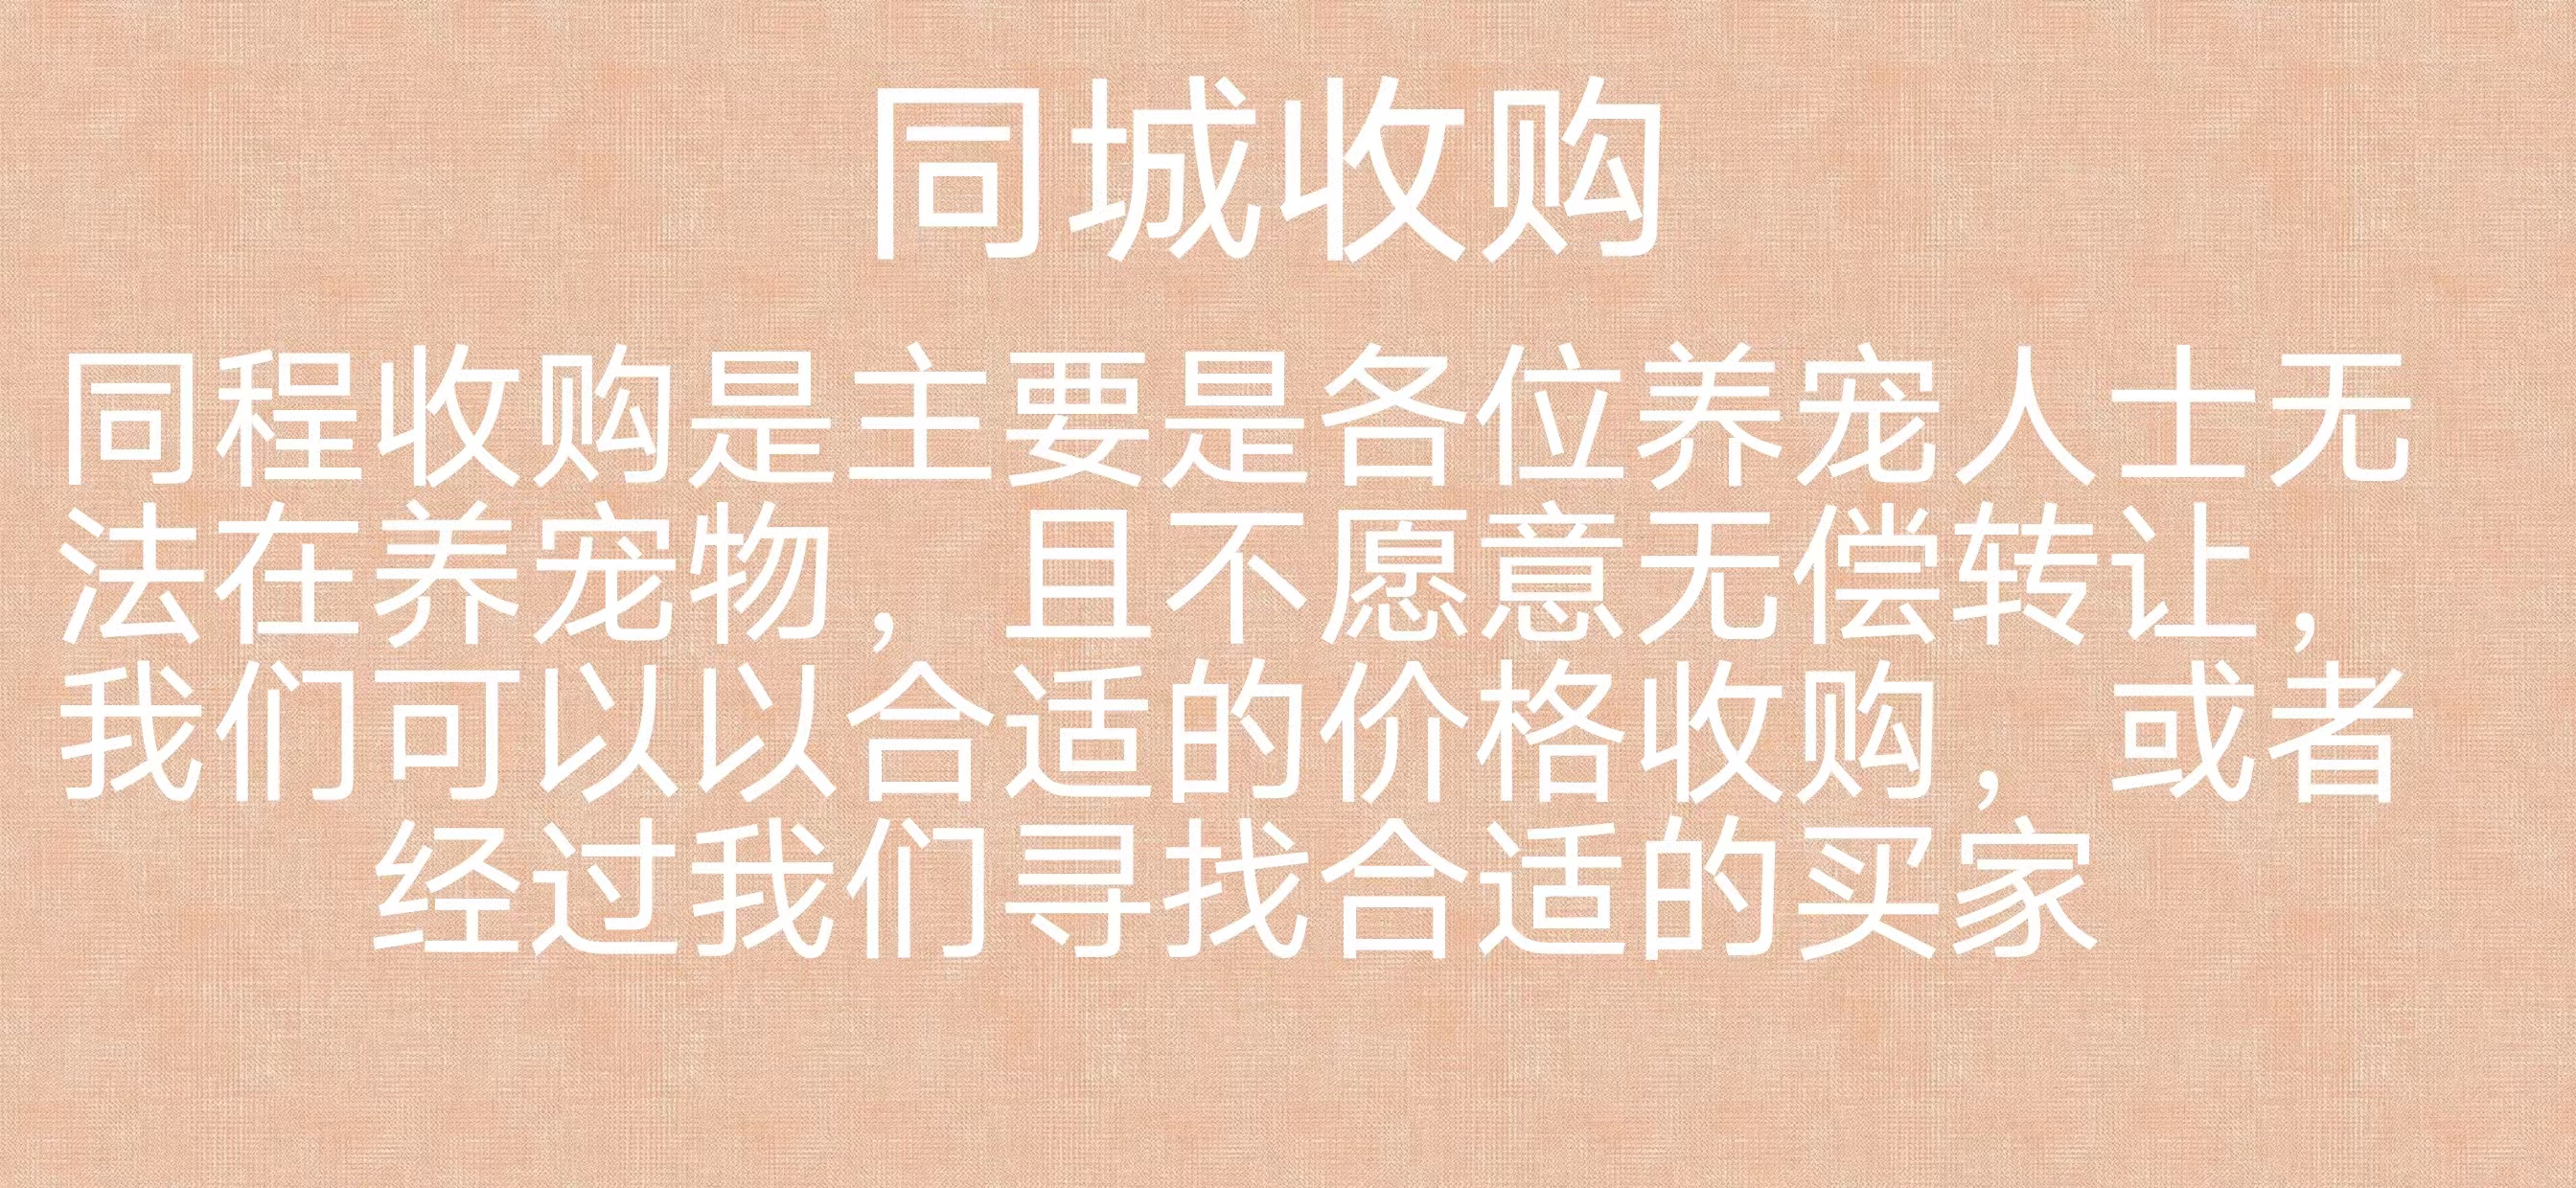 同城收购
同程收购是主要是各位养宠人士无
法在养宠物，且不愿意无偿转让，
我们可以以合适的价格收购，或者
经过我们寻找合适的买家